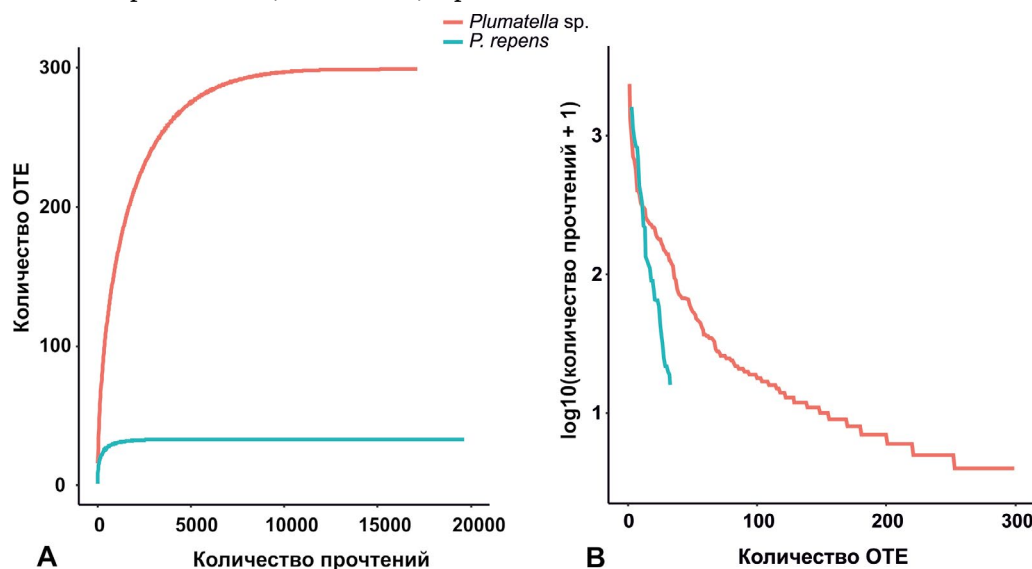 Plumatella sp.
P. repens
300
200
100
0
Количество ОТЕ
0 5000 10000 15000 20000
Количество прочтений
A
3
2
1
log10(количество прочтений + 1)
0 100 200 300
Количество ОТЕ
B